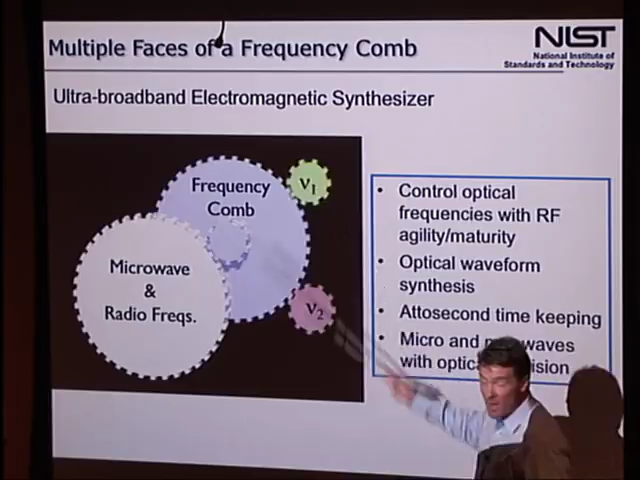 Multiple Faces of a Frequency Comb
NIST
National Institute of
Standards and Technology
Ultra-broadband Electromagnetic Synthesizer
Frequency
Comb
ν1
Microwave
&
Radio Freqs.
ν2
• Control optical
frequencies with RF
agility/maturity
• Optical waveform
synthesis
• Attosecond time keeping
• Micro and
with